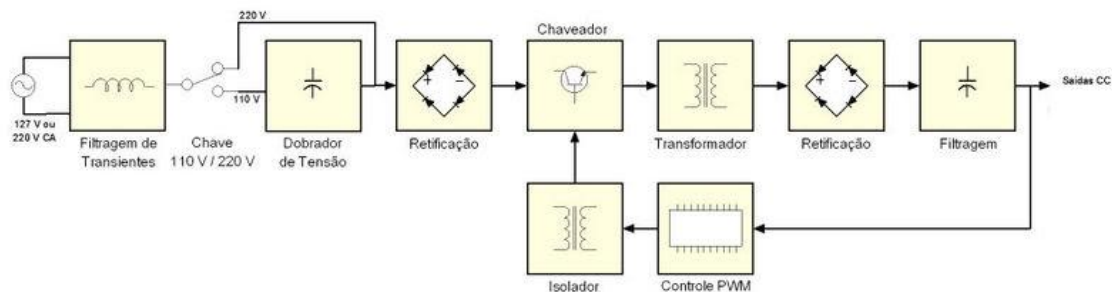 220 V
Chaveador
Saídas CC
110 V
127 V ou
220 V CA
Filtragem de
Transientes
Chave
110 V / 220 V
Dobrador
de Tensão
Retificação
Transformador
Retificação
Filtragem
Isolador
Controle PWM